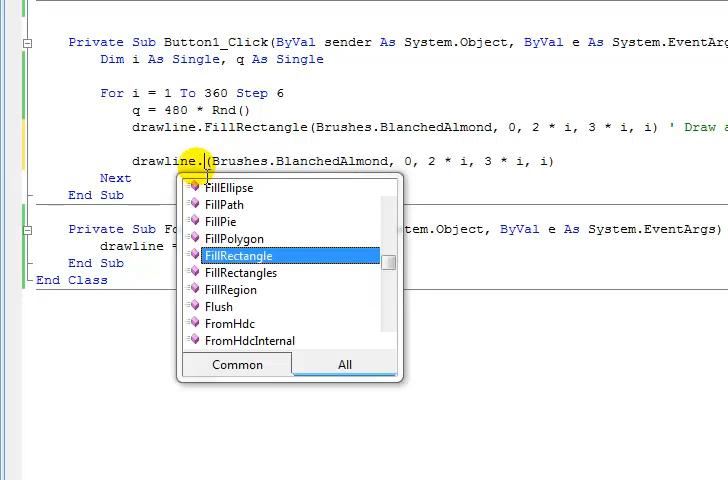 Private Sub Button1_Click(ByVal sender As System.Object, ByVal e As System.EventArg
Dim i As Single, q As Single
For i = 1 To 360 Step 6
q = 480 * Rnd()
drawline.FillRectangle(Brushes.BlanchedAlmond, 0, 2 * i, 3 * i, i) ' Draw a
drawline.(Brushes.BlanchedAlmond, 0, 2 * i, 3 * i, i)
Next
End Sub
Private Sub Fo stem.Object, ByVal e As System.EventArgs)
drawline =
End Sub
End Class
FillEllipse
FillPath
FillPie
FillPolygon
FillRectangle
FillRectangles
FillRegion
Flush
FromHdc
FromHdcInternal
Common All